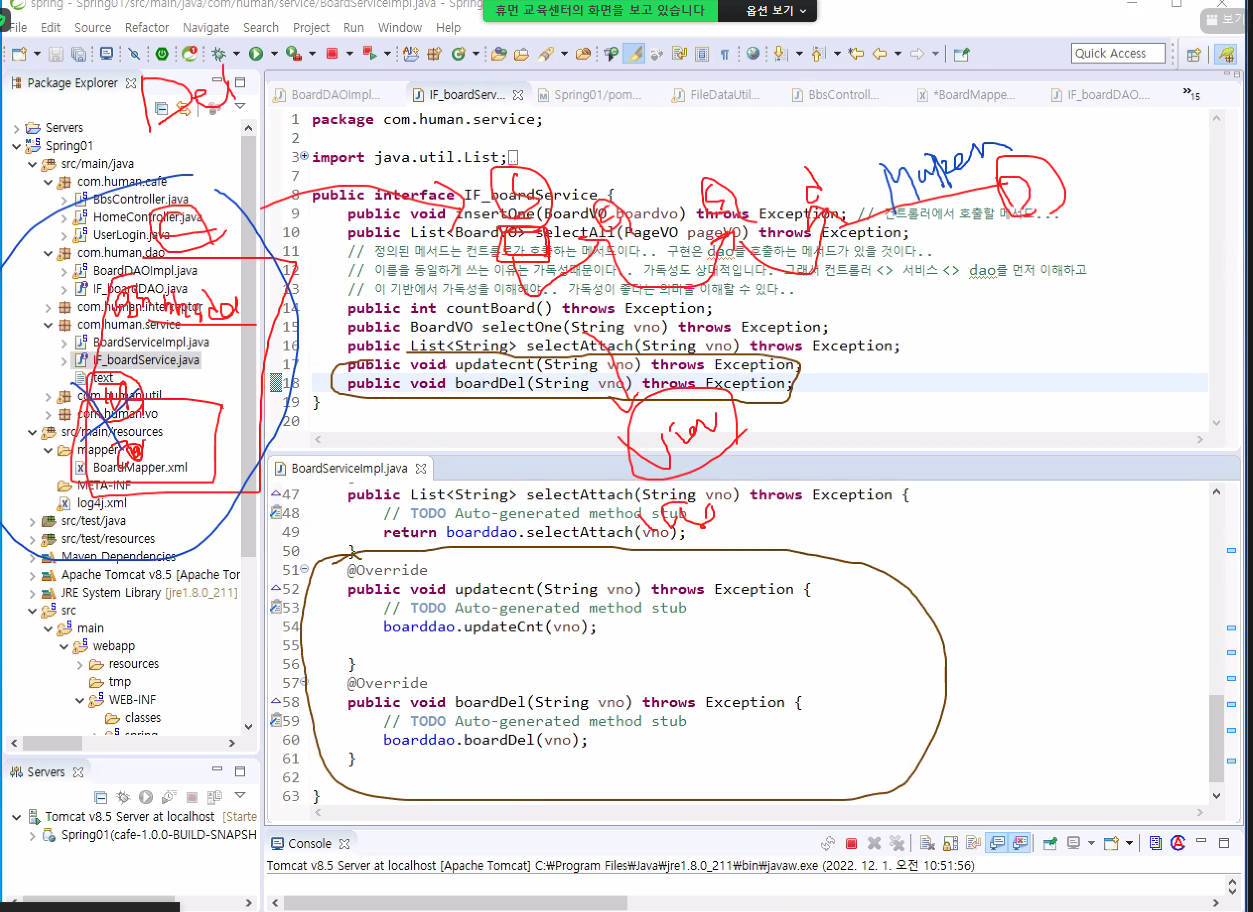 spring - Spring01/src/main/java/com/human/service/BoardServiceImpl.java - Spring
휴먼 교육센터의 화면을 보고 있습니다
옵션 보기
보기
File Edit Source Refactor Navigate Search Project Run Window Help
Quick Access
Package Explorer
Del
Servers
Spring01
src/main/java
com.human.cafe
BbsController.java
HomeController.java
UserLogin.java
com.human.dao
BoardDAOImpl.java
IF_boardDAO.java
com.human.interceptor
com.human.service
BoardServiceImpl.java
IF_boardService.java
text
com.human.util
com.human.vo
src/main/resources
mapper
BoardMapper.xml
META-INF
log4j.xml
src/test/java
src/test/resources
Maven Dependencies
Apache Tomcat v8.5 [Apache Tor
JRE System Library [jre1.8.0_211]
src
main
webapp
resources
tmp
WEB-INF
classes
spring
Servers
Tomcat v8.5 Server at localhost [Starte
Spring01(cafe-1.0.0-BUILD-SNAPSH
BoardDAOImpl....
IF_boardServ...
Spring01/pom...
FileDataUtil...
BbsControll...
*BoardMappe...
IF_boardDAO....
15
1 package com.human.service;
2
3 import java.util.List;
7
8 public interface IF_boardService {
9 public void insertOne(BoardVO boardvo) throws Exception; // 컨트롤러에서 호출할 메서드...
10 public List<BoardVO> selectAll(PageVO pageVO) throws Exception;
11 // 정의된 메서드는 컨트롤로가 호출하는 메서드이다.. 구현은 dao를 호출하는 메서드가 있을 것이다..
12 // 이름을 동일하게 쓰는 이유는 가독성때문이다.. 가독성도 상대적입니다. 그래서 컨트롤러 <> 서비스 <> dao를 먼저 이해하고
13 // 이 기반에서 가독성을 이해해야.. 가독성이 좋다는 의미를 이해할 수 있다..
14 public int countBoard() throws Exception;
15 public BoardVO selectOne(String vno) throws Exception;
16 public List<String> selectAttach(String vno) throws Exception;
17 public void updatecnt(String vno) throws Exception;
18 public void boardDel(String vno) throws Exception;
19 }
20
Mapper
D
view
BoardServiceImpl.java
47 public List<String> selectAttach(String vno) throws Exception {
48 // TODO Auto-generated method stub
49 return boarddao.selectAttach(vno);
50 }
51 @Override
52 public void updatecnt(String vno) throws Exception {
53 // TODO Auto-generated method stub
54 boarddao.updateCnt(vno);
55
56 }
57 @Override
58 public void boardDel(String vno) throws Exception {
59 // TODO Auto-generated method stub
60 boarddao.boardDel(vno);
61 }
62
63 }
Console
Tomcat v8.5 Server at localhost [Apache Tomcat] C:₩Program Files₩Java₩jre1.8.0_211₩bin₩javaw.exe (2022. 12. 1. 오전 10:51:56)